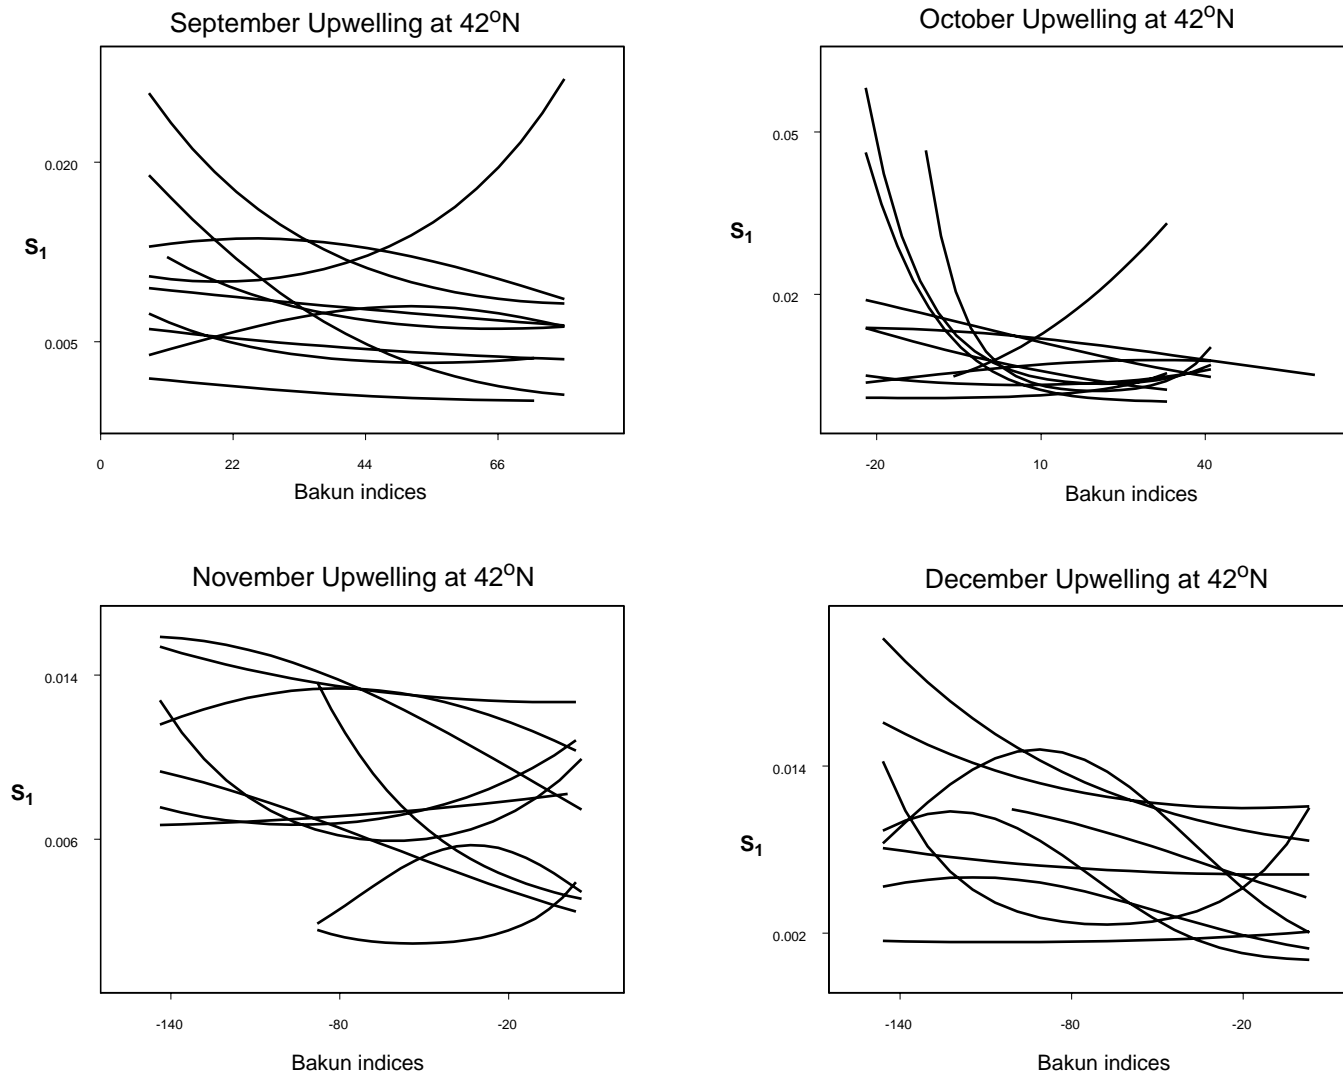 September Upwelling at 42°N
0.020
S1
0.005
0
22
44
66
Bakun indices
October Upwelling at 42°N
0.05
S1
0.02
-20
10
40
Bakun indices
November Upwelling at 42°N
0.014
S1
0.006
-140
-80
-20
Bakun indices
December Upwelling at 42°N
0.014
S1
0.002
-140
-80
-20
Bakun indices